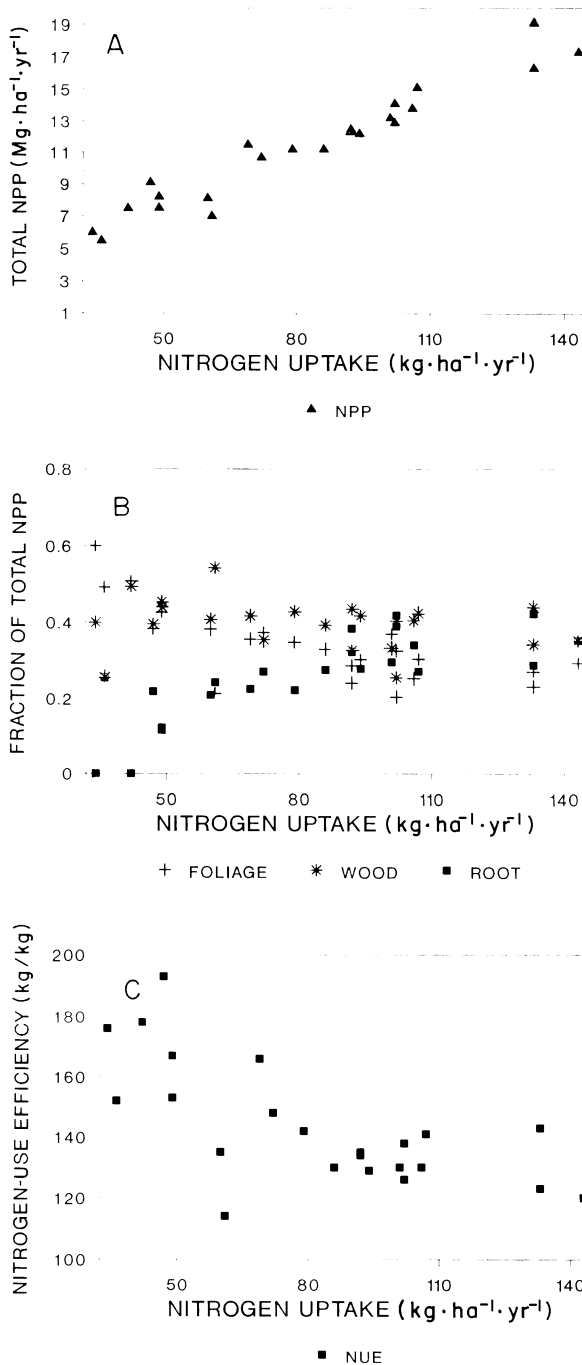 A
TOTAL NPP (Mg·ha⁻¹·yr⁻¹)
19
17
15
13
11
9
7
5
3
1
50 80 110 140
NITROGEN UPTAKE (kg·ha⁻¹·yr⁻¹)
▲ NPP
B
FRACTION OF TOTAL NPP
0.8
0.6
0.4
0.2
0
50 80 110 140
NITROGEN UPTAKE (kg·ha⁻¹·yr⁻¹)
+ FOLIAGE ✳ WOOD ■ ROOT
C
NITROGEN-USE EFFICIENCY (kg/kg)
200
180
160
140
120
100
50 80 110 140
NITROGEN UPTAKE (kg·ha⁻¹·yr⁻¹)
■ NUE